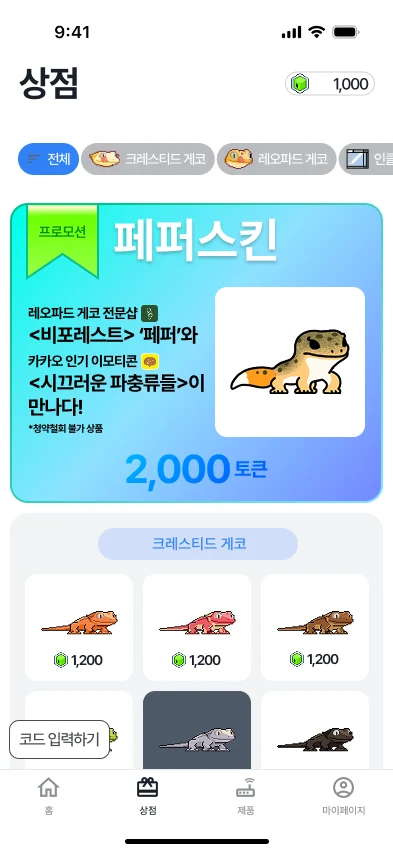 9:41
상점
1,000
전체
크레스티드 게코
레오파드 게코
인클
프로모션
페퍼스킨
레오파드 게코 전문샵
<비포레스트> ‘페퍼’와
카카오 인기 이모티콘
<시끄러운 파충류들>이
만나다!
*청약철회 불가 상품
2,000 토큰
크레스티드 게코
1,200
1,200
1,200
코드 입력하기
홈
상점
제품
마이페이지